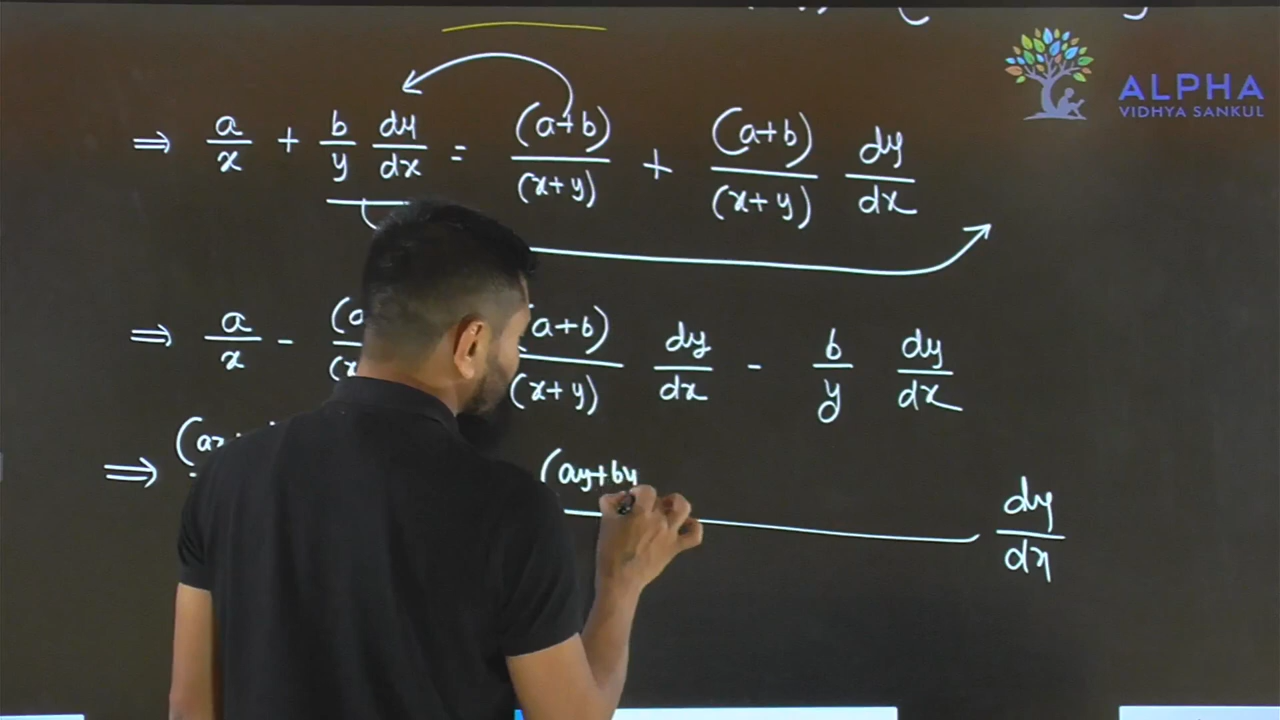 ALPHA
VIDHYA SANKUL
⇒ a/x + b/y dy/dx = (a+b)/(x+y) + (a+b)/(x+y) dy/dx
⇒ a/x - (a+b)/(x+y) dy/dx - b/y dy/dx
⇒ (ay+by dy/dx